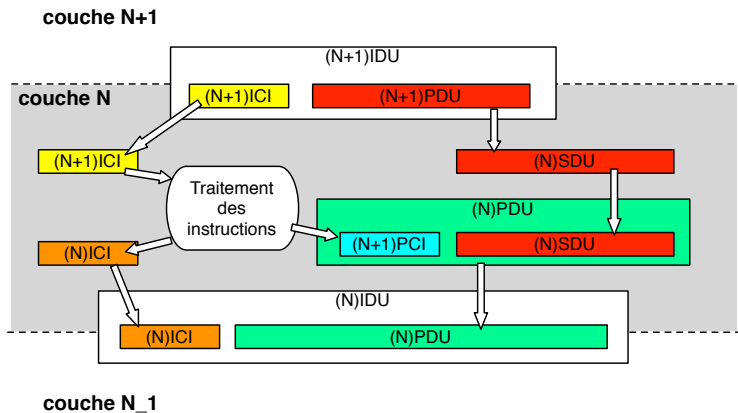 couche N+1
(N+1)IDU
couche N
(N+1)ICI
(N+1)PDU
(N+1)ICI
(N)SDU
Traitement
des
instructions
(N)PDU
(N+1)PCI
(N)SDU
(N)ICI
(N)IDU
(N)ICI
(N)PDU
couche N_1